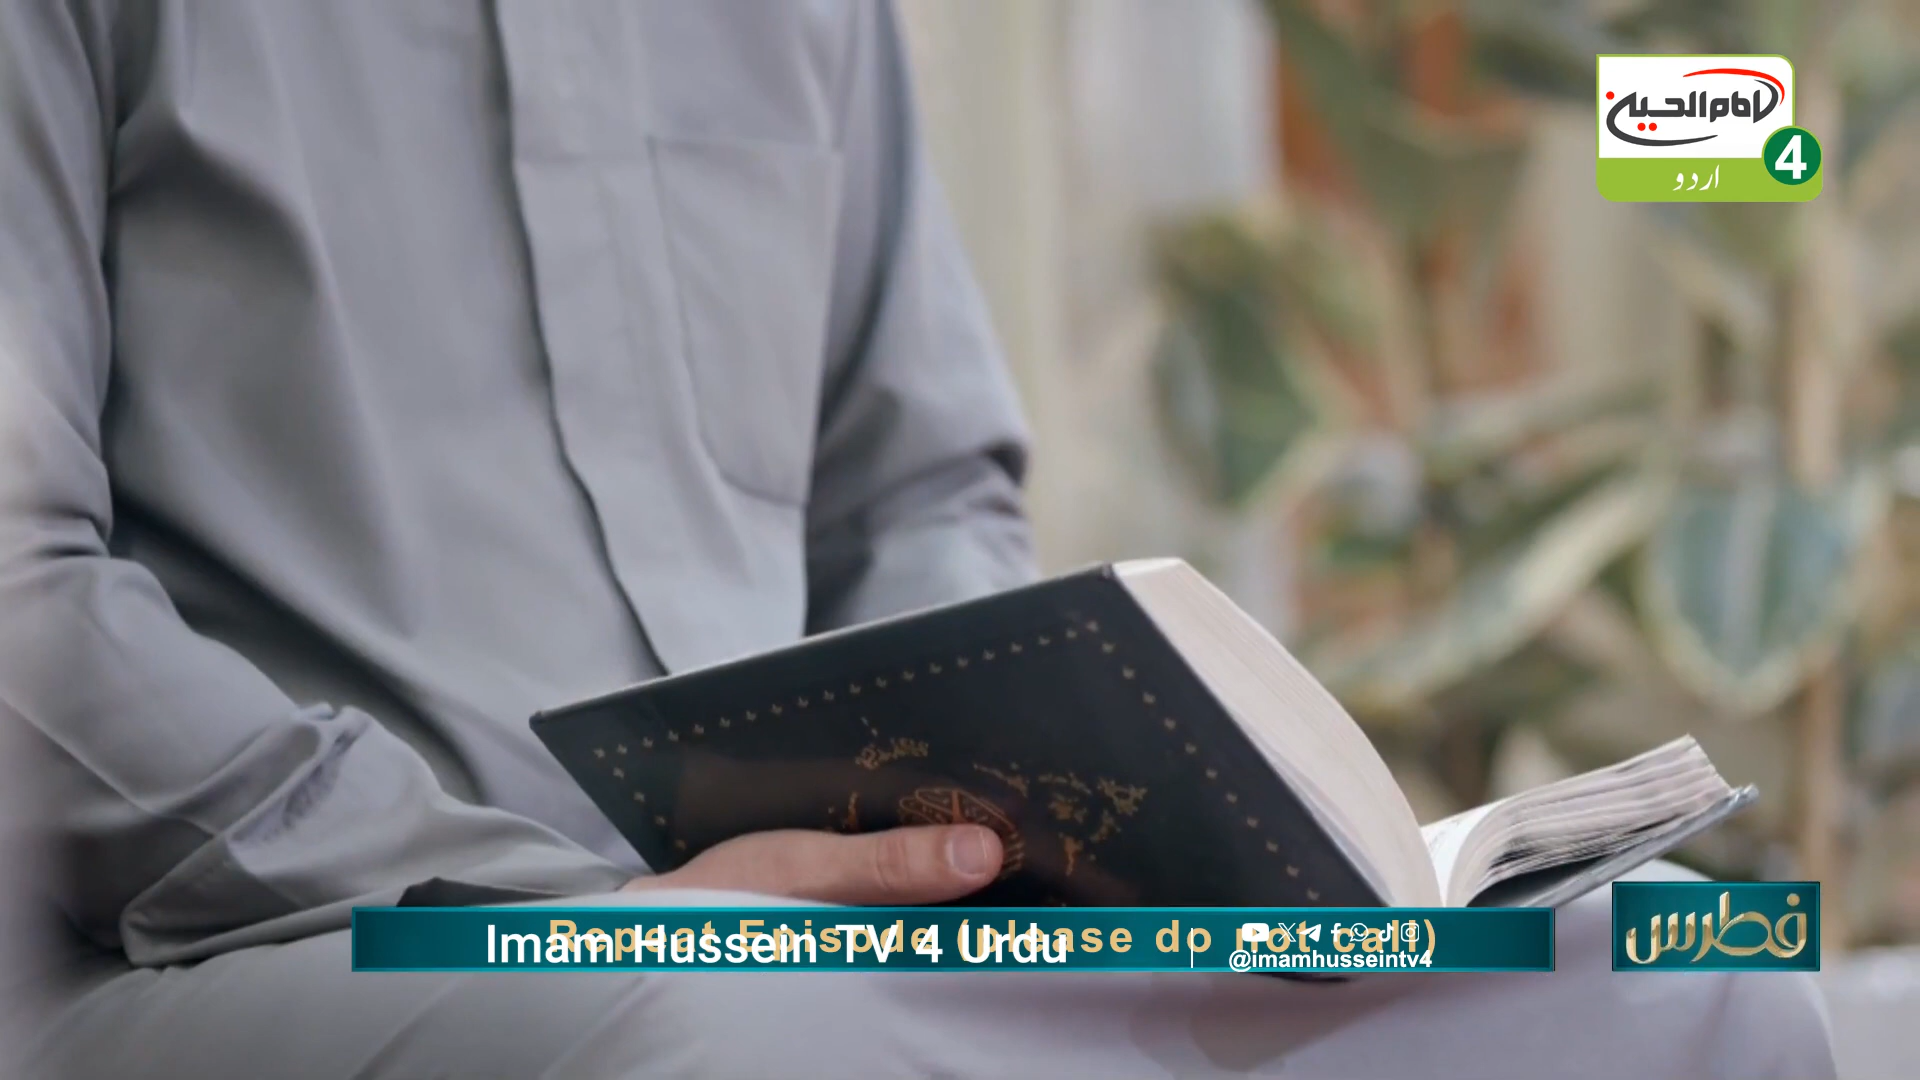 امام الحسین
4
اردو
Repeat Episode (please do not call)
Imam Hussein TV 4 Urdu
@imamhusseintv4
فطرس